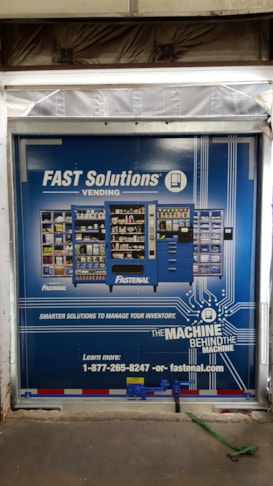 FAST Solutions®
VENDING
FASTENAL
FASTENAL
SMARTER SOLUTIONS TO MANAGE YOUR INVENTORY.
THE MACHINE
BEHIND THE
MACHINE
Learn more:
1-877-265-8247 -or- fastenal.com